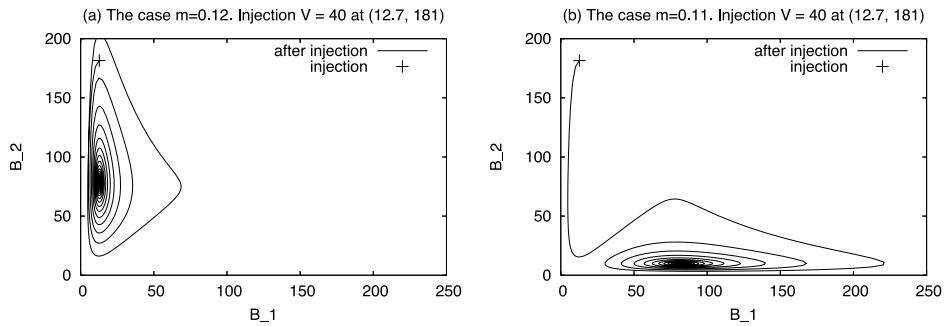 (a) The case m=0.12. Injection V = 40 at (12.7, 181)
after injection
injection
B_2
200
150
100
50
0
0 50 100 150 200 250
B_1
(b) The case m=0.11. Injection V = 40 at (12.7, 181)
after injection
injection
B_2
200
150
100
50
0
0 50 100 150 200 250
B_1